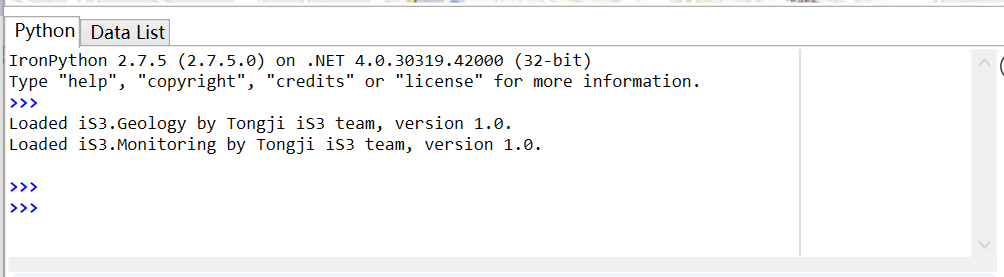 Python Data List
IronPython 2.7.5 (2.7.5.0) on .NET 4.0.30319.42000 (32-bit)
Type "help", "copyright", "credits" or "license" for more information.
>>>
Loaded iS3.Geology by Tongji iS3 team, version 1.0.
Loaded iS3.Monitoring by Tongji iS3 team, version 1.0.
>>>
>>>